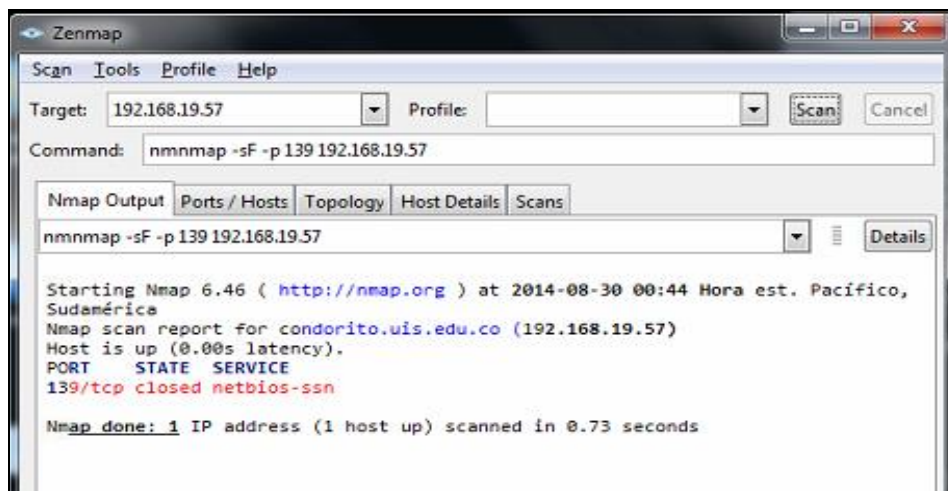 Zenmap
Scan Tools Profile Help
Target: 192.168.19.57 Profile: Scan Cancel
Command: nmnmap -sF -p 139 192.168.19.57
Nmap Output Ports / Hosts Topology Host Details Scans
nmnmap -sF -p 139 192.168.19.57 Details
Starting Nmap 6.46 ( http://nmap.org ) at 2014-08-30 00:44 Hora est. Pacífico,
Sudamérica
Nmap scan report for condorito.uis.edu.co (192.168.19.57)
Host is up (0.00s latency).
PORT STATE SERVICE
139/tcp closed netbios-ssn
Nmap done: 1 IP address (1 host up) scanned in 0.73 seconds